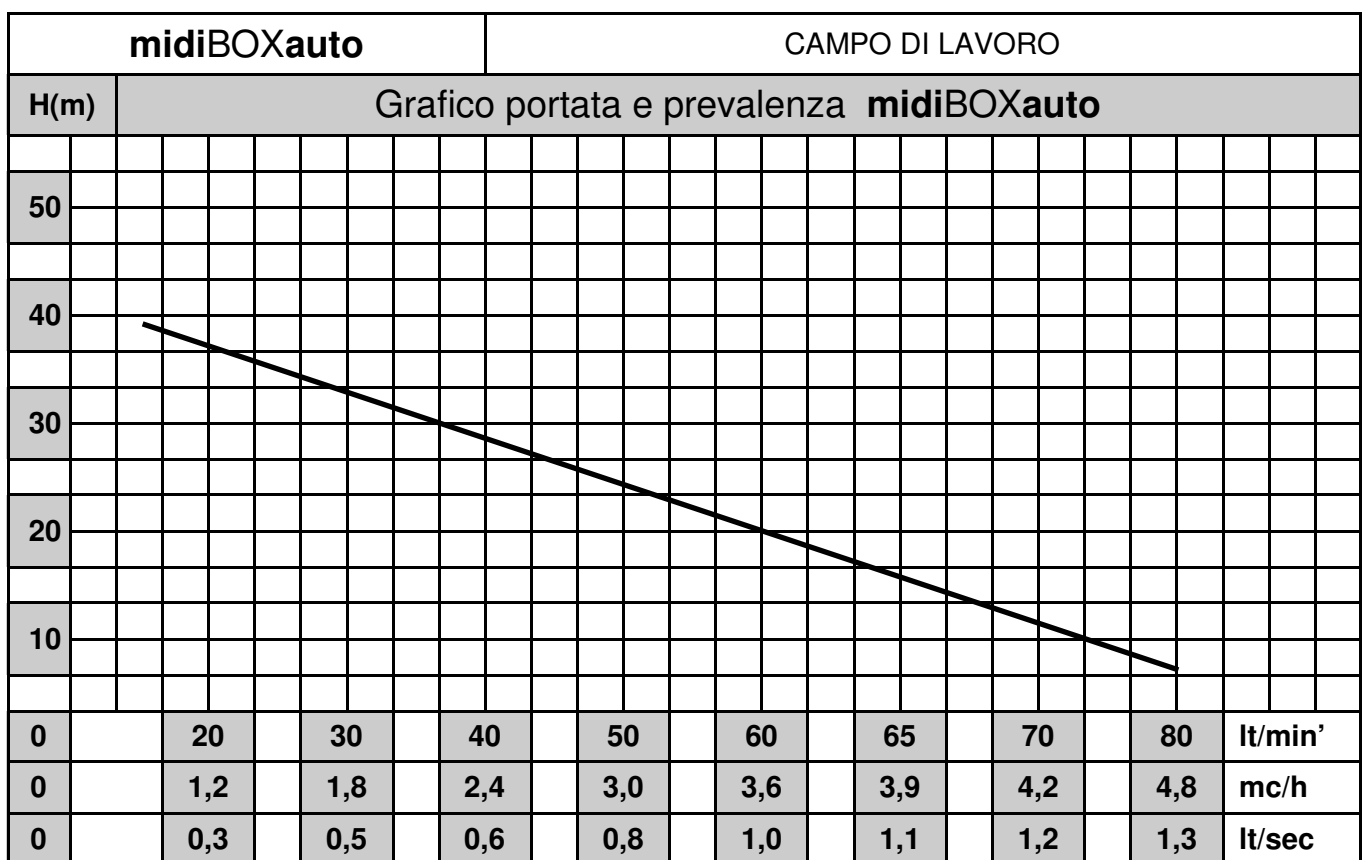 midiBOXauto CAMPO DI LAVORO
H(m) Grafico portata e prevalenza midiBOXauto
50
40
30
20
10
0 20 30 40 50 60 65 70 80 lt/min’
0 1,2 1,8 2,4 3,0 3,6 3,9 4,2 4,8 mc/h
0 0,3 0,5 0,6 0,8 1,0 1,1 1,2 1,3 lt/sec